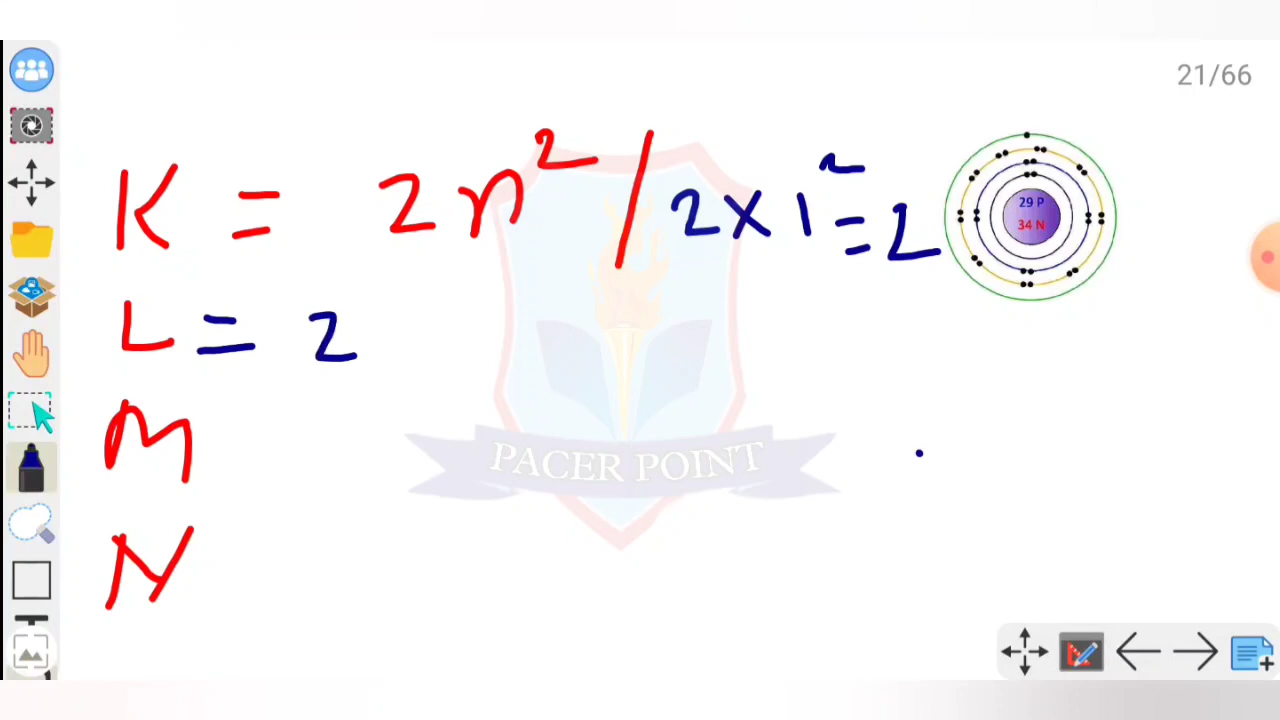 21/66
K = 2n² / 2×1² = 2
29 P
34 N
L = 2
M
PACER POINT
N